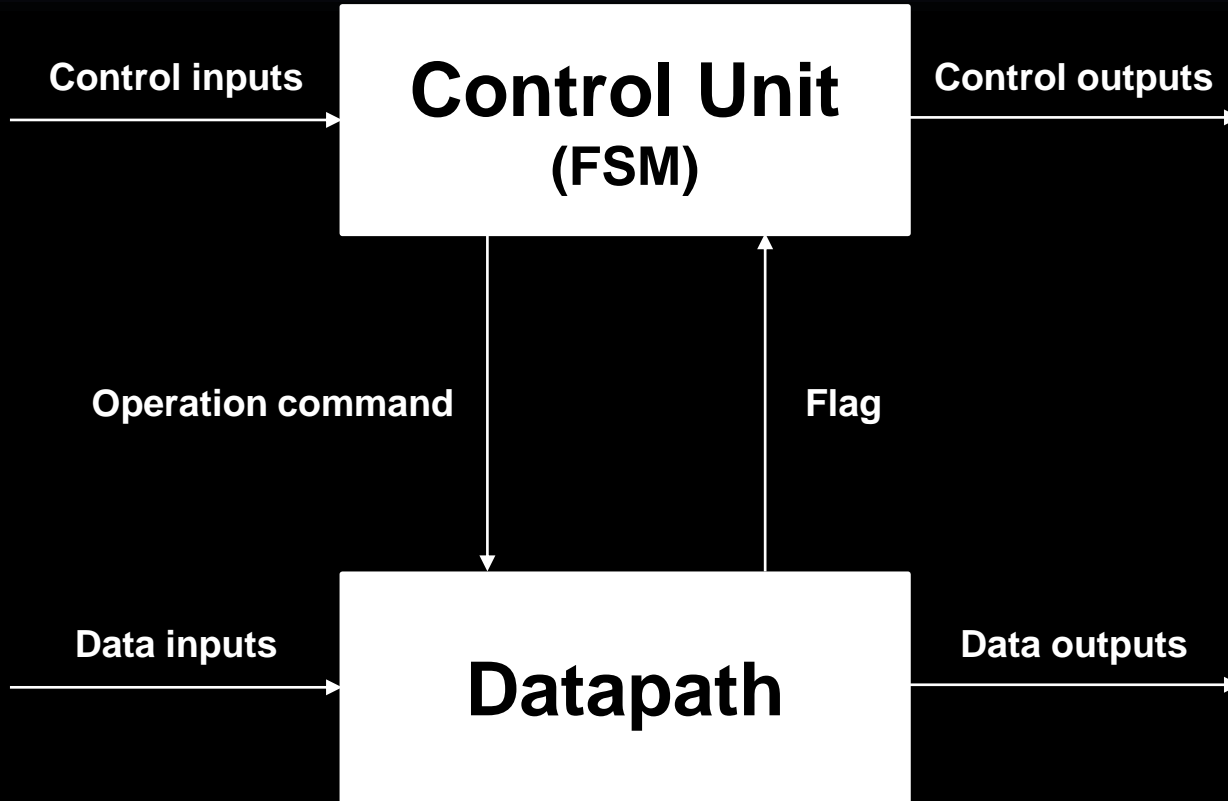 Control inputs
Control Unit
(FSM)
Control outputs
Operation command
Flag
Data inputs
Datapath
Data outputs